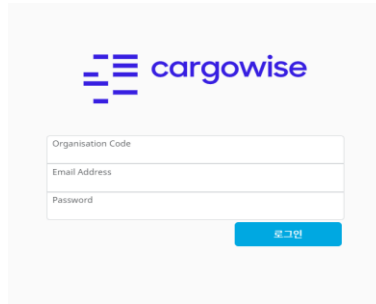 cargowise
Organisation Code
Email Address
Password
로그인